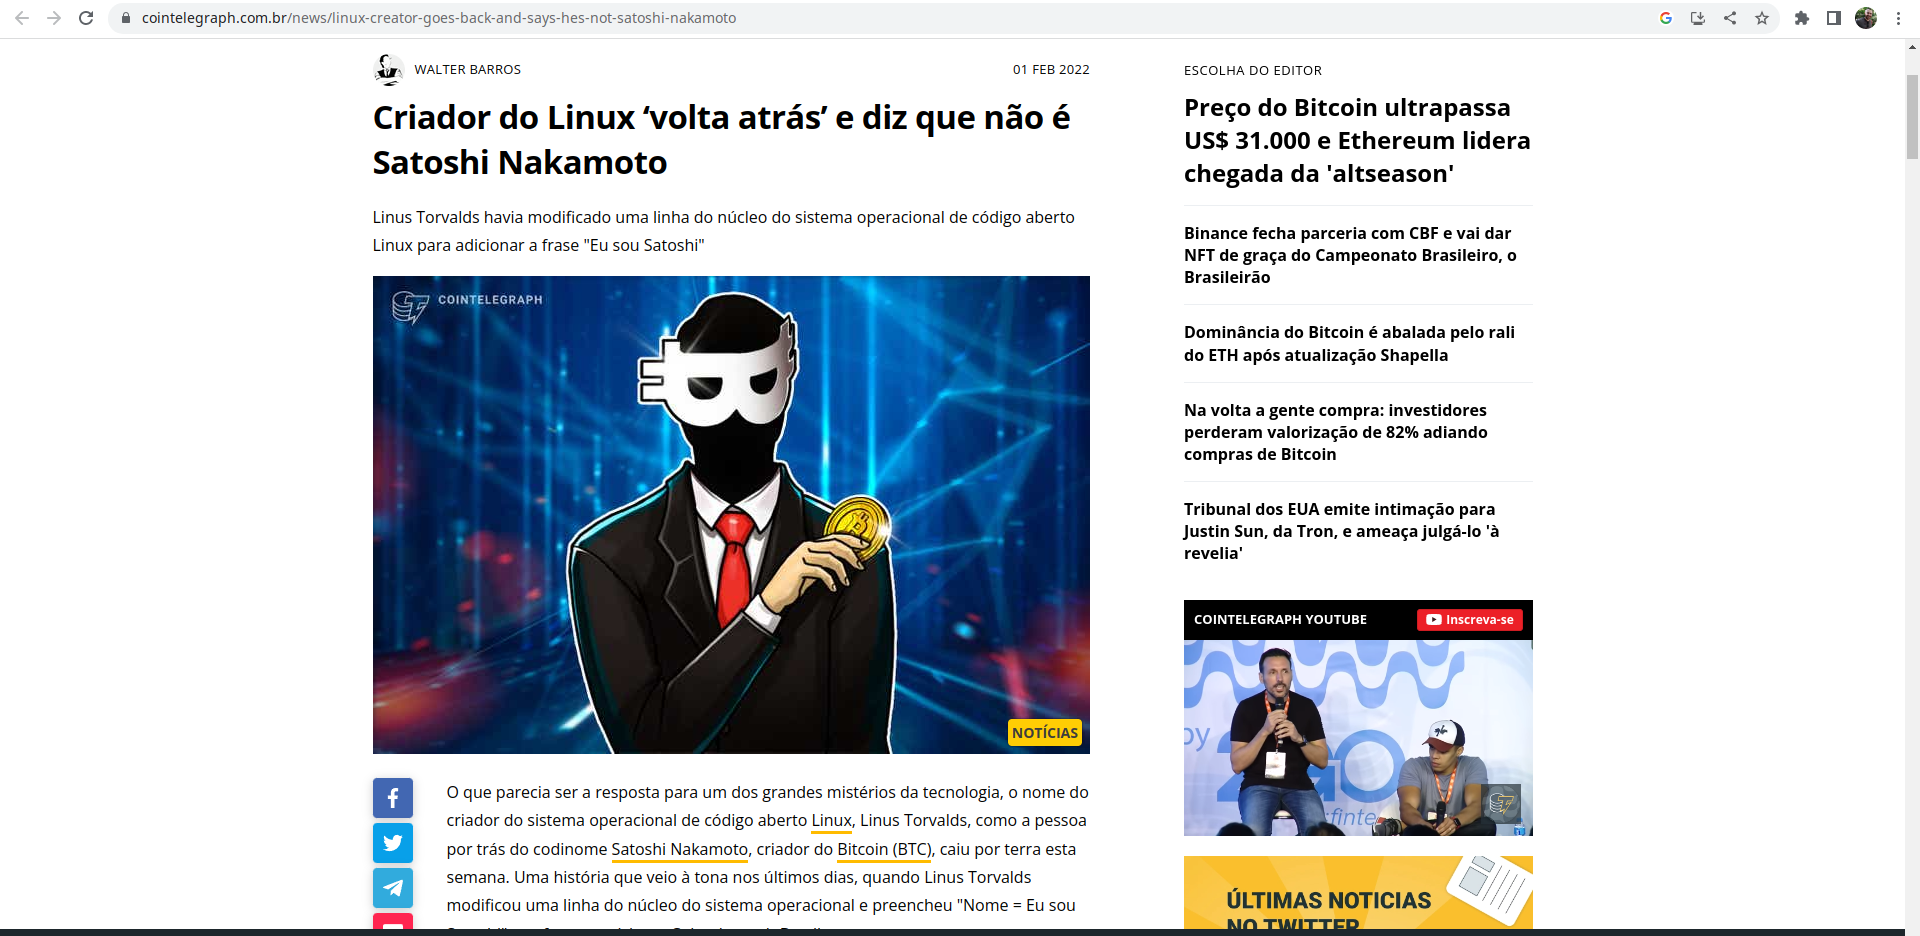 cointelegraph.com.br/news/linux-creator-goes-back-and-says-hes-not-satoshi-nakamoto
WALTER BARROS
01 FEB 2022
Criador do Linux ‘volta atrás’ e diz que não é
Satoshi Nakamoto
Linus Torvalds havia modificado uma linha do núcleo do sistema operacional de código aberto
Linux para adicionar a frase "Eu sou Satoshi"
COINTELEGRAPH
NOTÍCIAS
O que parecia ser a resposta para um dos grandes mistérios da tecnologia, o nome do
criador do sistema operacional de código aberto Linux, Linus Torvalds, como a pessoa
por trás do codinome Satoshi Nakamoto, criador do Bitcoin (BTC), caiu por terra esta
semana. Uma história que veio à tona nos últimos dias, quando Linus Torvalds
modificou uma linha do núcleo do sistema operacional e preencheu "Nome = Eu sou
ESCOLHA DO EDITOR
Preço do Bitcoin ultrapassa
US$ 31.000 e Ethereum lidera
chegada da 'altseason'
Binance fecha parceria com CBF e vai dar
NFT de graça do Campeonato Brasileiro, o
Brasileirão
Dominância do Bitcoin é abalada pelo rali
do ETH após atualização Shapella
Na volta a gente compra: investidores
perderam valorização de 82% adiando
compras de Bitcoin
Tribunal dos EUA emite intimação para
Justin Sun, da Tron, e ameaça julgá-lo 'à
revelia'
COINTELEGRAPH YOUTUBE
Inscreva-se
by
ÚLTIMAS NOTICIAS
NO TWITTER